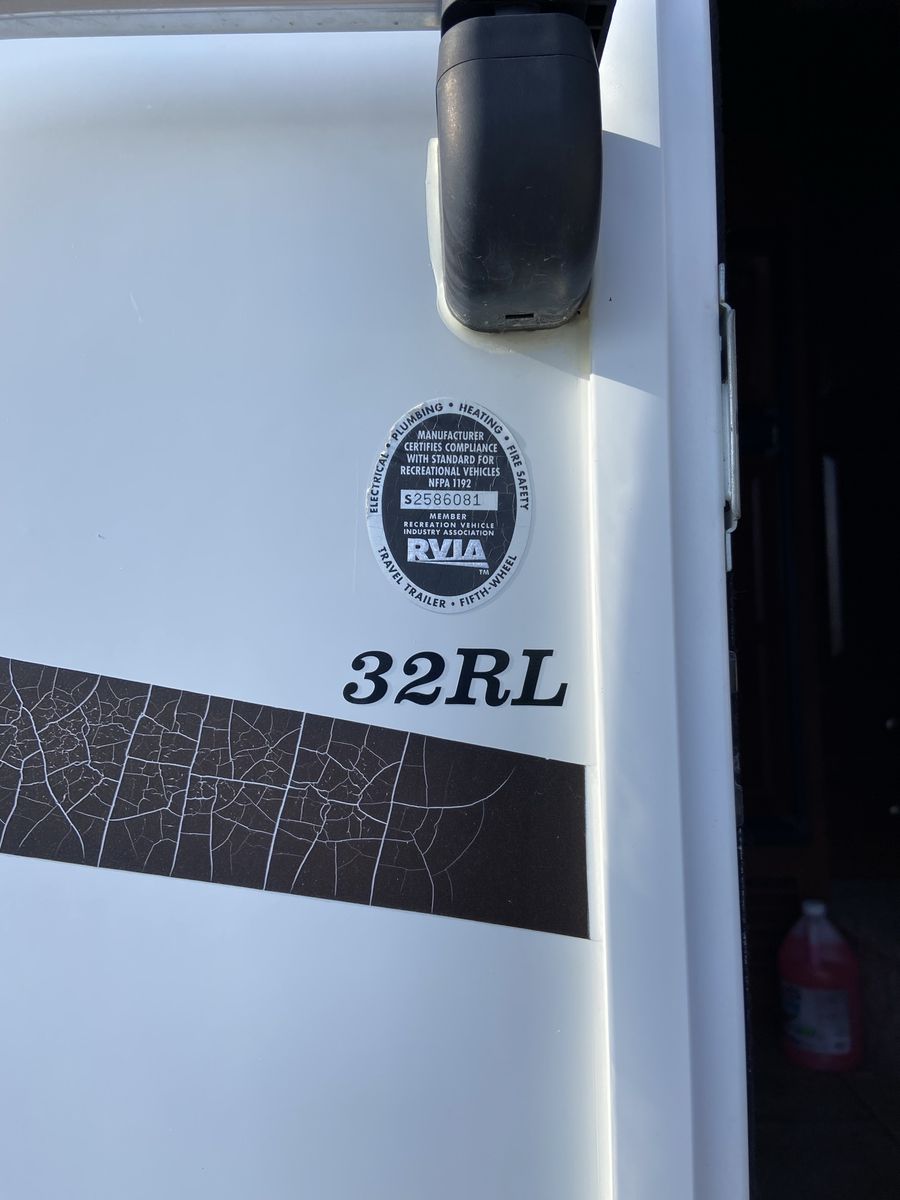 ELECTRICAL • PLUMBING • HEATING • FIRE SAFETY
MANUFACTURER
CERTIFIES COMPLIANCE
WITH STANDARD FOR
RECREATIONAL VEHICLES
NFPA 1192
S2586081
MEMBER
RECREATION VEHICLE
INDUSTRY ASSOCIATION
RVIA
TM
TRAVEL TRAILER • FIFTH-WHEEL
32RL